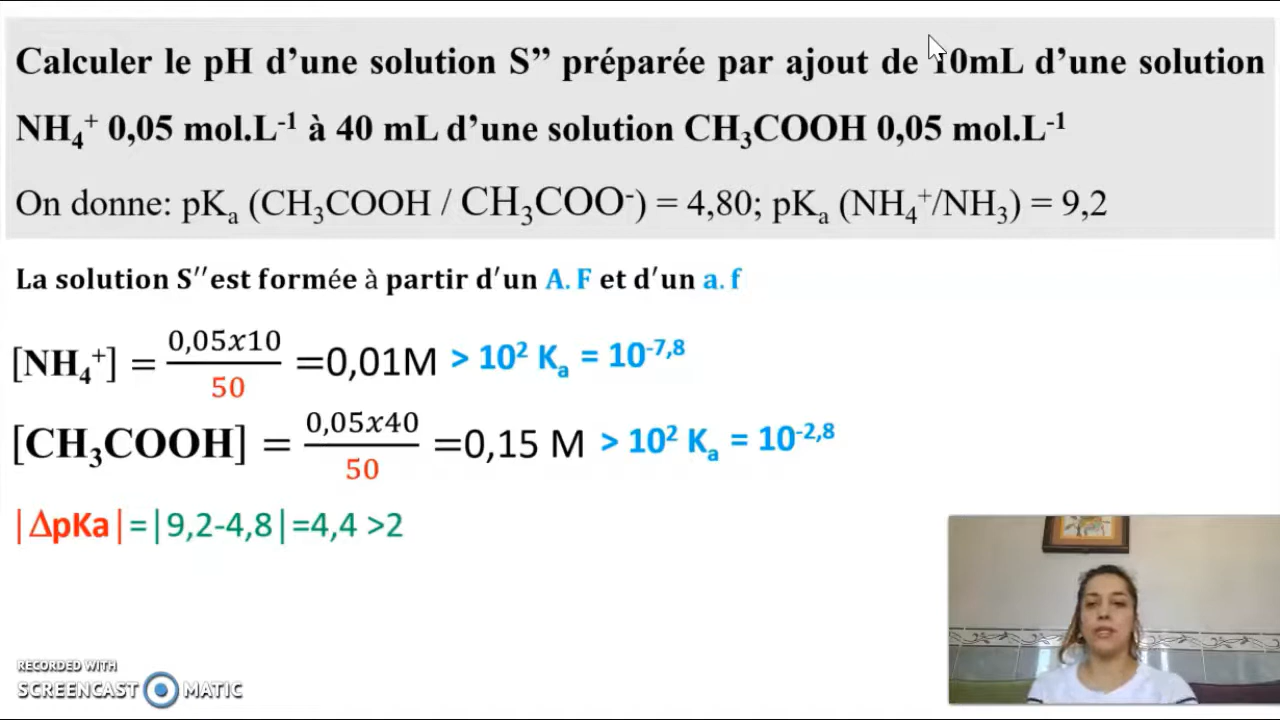 Calculer le pH d’une solution S’’ préparée par ajout de 10mL d’une solution
NH₄⁺ 0,05 mol.L⁻¹ à 40 mL d’une solution CH₃COOH 0,05 mol.L⁻¹
On donne: pKₐ (CH₃COOH / CH₃COO⁻) = 4,80; pKₐ (NH₄⁺/NH₃) = 9,2
La solution S′′est formée à partir d′un A. F et d′un a. f
[NH₄⁺] = 0,05x10/50 =0,01M > 10² Kₐ = 10⁻⁷,⁸
[CH₃COOH] = 0,05x40/50 =0,15 M > 10² Kₐ = 10⁻²,⁸
|ΔpKa|=|9,2-4,8|=4,4 >2
RECORDED WITH
SCREENCAST MATIC